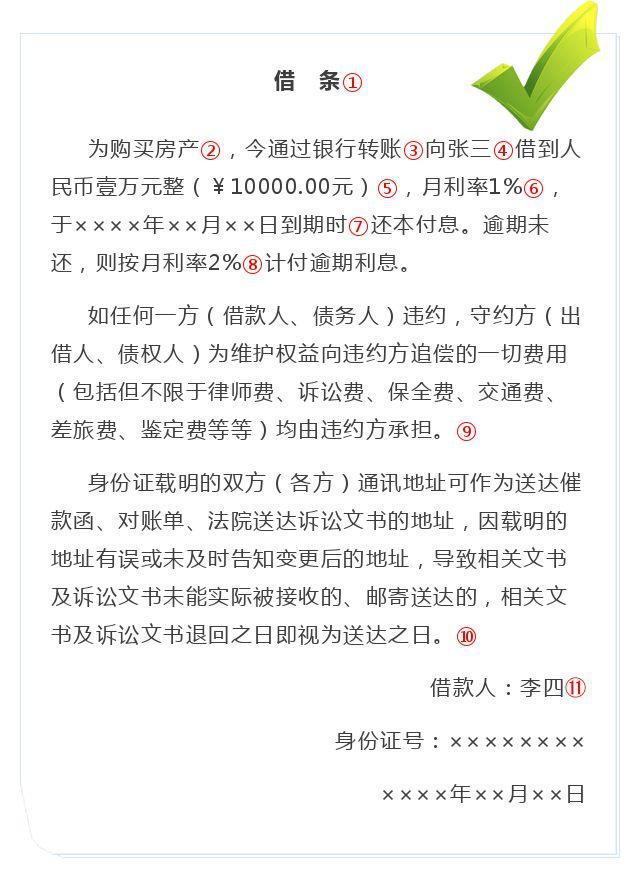 借 条①
为购买房产②，今通过银行转账③向张三④借到人
民币壹万元整（￥10000.00元）⑤，月利率1%⑥，
于××××年××月××日到期时⑦还本付息。逾期未
还，则按月利率2%⑧计付逾期利息。
如任何一方（借款人、债务人）违约，守约方（出
借人、债权人）为维护权益向违约方追偿的一切费用
（包括但不限于律师费、诉讼费、保全费、交通费、
差旅费、鉴定费等等）均由违约方承担。⑨
身份证载明的双方（各方）通讯地址可作为送达催
款函、对账单、法院送达诉讼文书的地址，因载明的
地址有误或未及时告知变更后的地址，导致相关文书
及诉讼文书未能实际被接收的、邮寄送达的，相关文
书及诉讼文书退回之日即视为送达之日。⑩
借款人：李四⑪
身份证号：××××××××
××××年××月××日